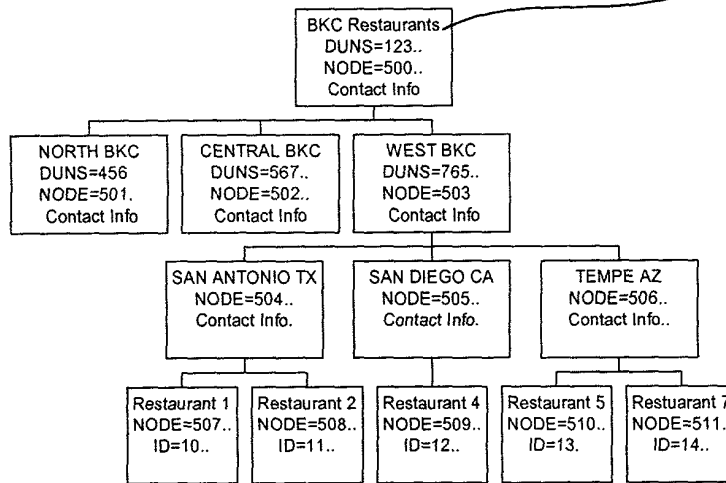 BKC Restaurants
DUNS=123..
NODE=500..
Contact Info
NORTH BKC
DUNS=456
NODE=501.
Contact Info
CENTRAL BKC
DUNS=567..
NODE=502..
Contact Info
WEST BKC
DUNS=765..
NODE=503
Contact Info
SAN ANTONIO TX
NODE=504..
Contact Info.
SAN DIEGO CA
NODE=505..
Contact Info.
TEMPE AZ
NODE=506..
Contact Info..
Restaurant 1
NODE=507..
ID=10..
Restaurant 2
NODE=508..
ID=11..
Restaurant 4
NODE=509..
ID=12..
Restaurant 5
NODE=510..
ID=13.
Restuarant 7
NODE=511..
ID=14..